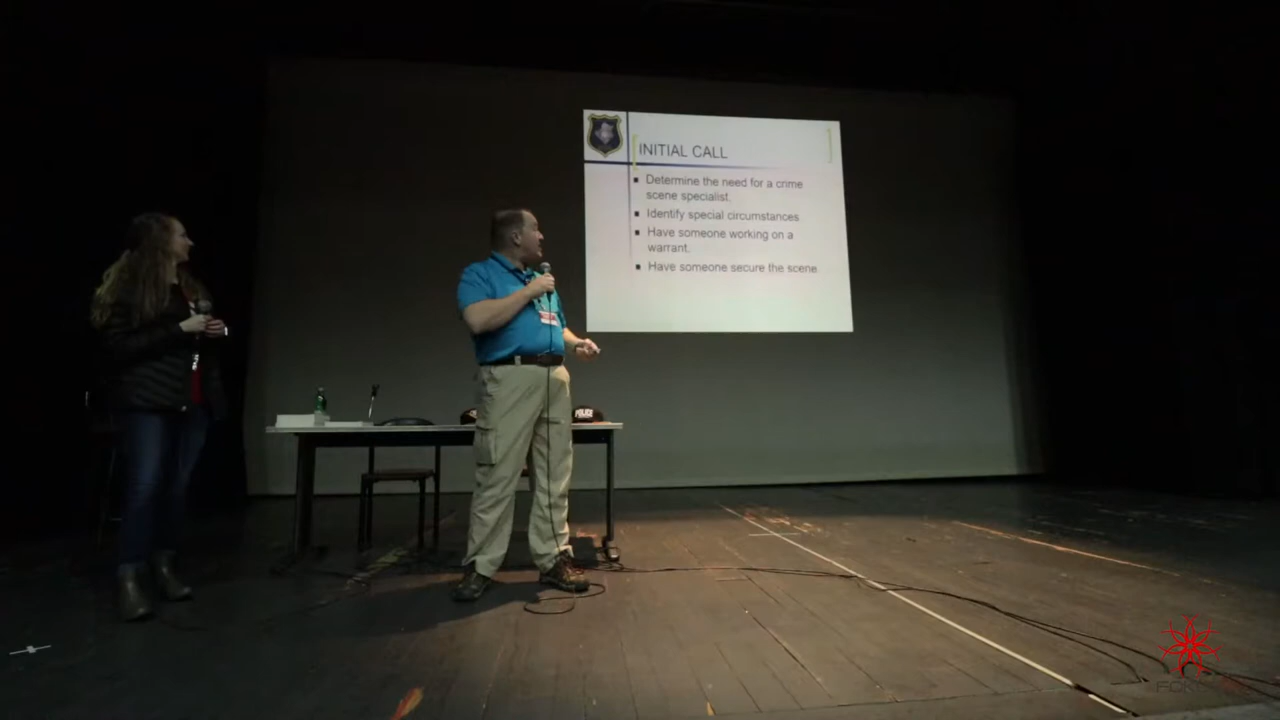 INITIAL CALL
Determine the need for a crime
scene specialist.
Identify special circumstances
Have someone working on a
warrant.
Have someone secure the scene
POLICE